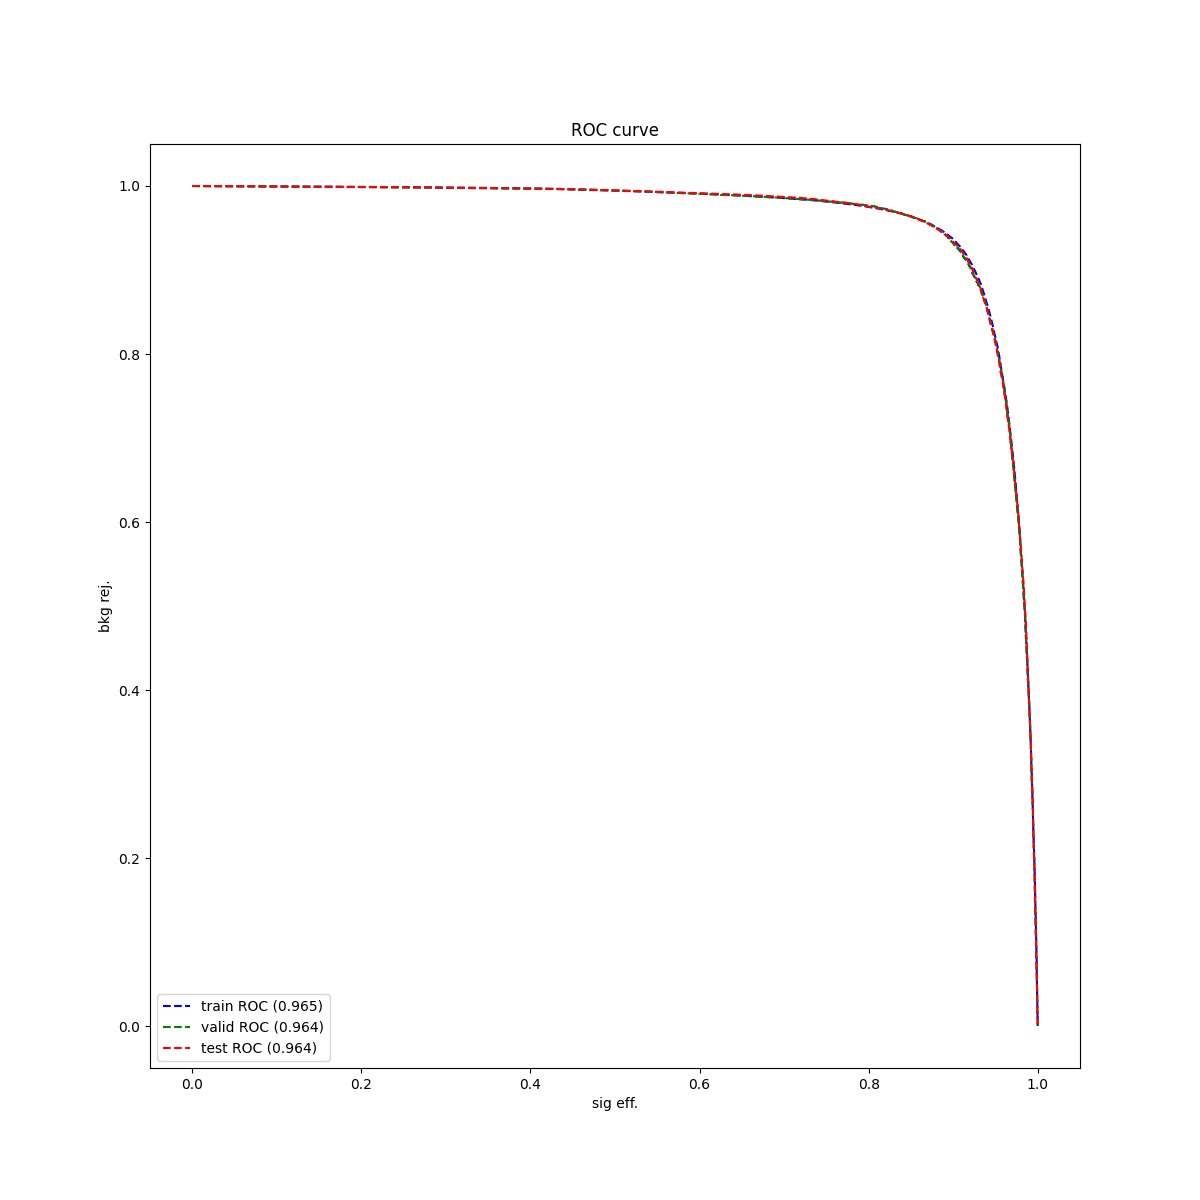 ROC curve
1.0
0.8
0.6
0.4
0.2
0.0
bkg rej.
train ROC (0.965)
valid ROC (0.964)
test ROC (0.964)
0.0 0.2 0.4 0.6 0.8 1.0
sig eff.